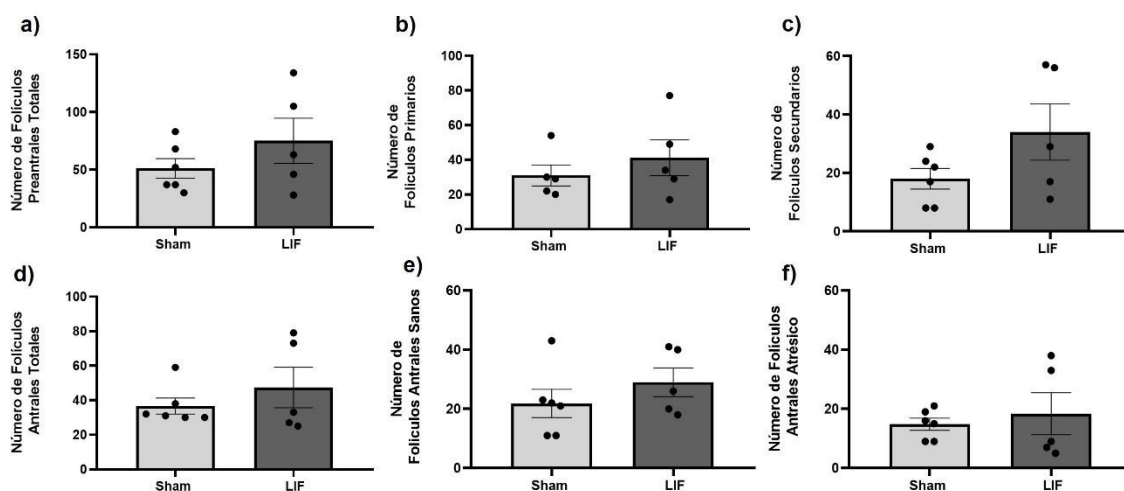 a)
Número de Folículos
Preantrales Totales
150
100
50
0
Sham
LIF
b)
Número de
Folículos Primarios
100
80
60
40
20
0
Sham
LIF
c)
Número de
Folículos Secundarios
60
40
20
0
Sham
LIF
d)
Número de Folículos
Antrales Totales
100
80
60
40
20
0
Sham
LIF
e)
Número de
Folículos Antrales Sanos
60
40
20
0
Sham
LIF
f)
Número de Folículos
Antrales Atrésico
60
40
20
0
Sham
LIF